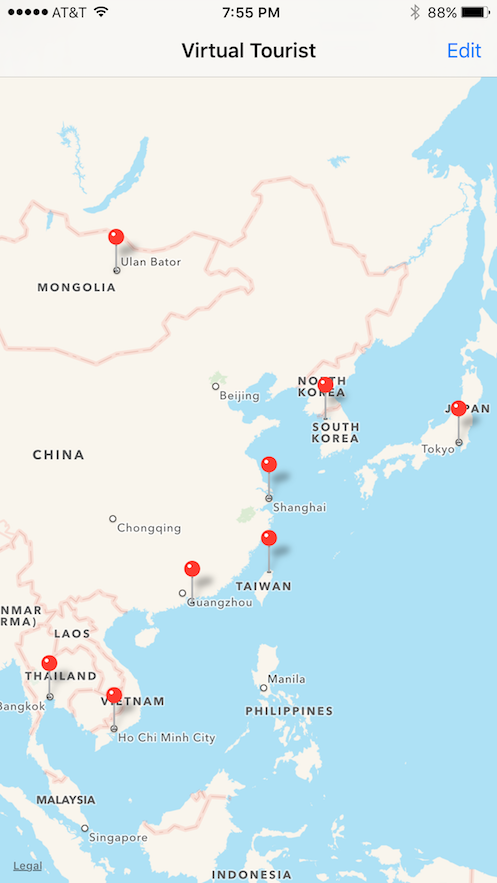 AT&T 7:55 PM 88%
Virtual Tourist Edit
Ulan Bator
MONGOLIA
NORTH
KOREA
Beijing
JAPAN
SOUTH
KOREA
Tokyo
CHINA
Shanghai
Chongqing
TAIWAN
Guangzhou
NMAR
RMA)
LAOS
THAILAND
Manila
VIETNAM
Bangkok
PHILIPPINES
Ho Chi Minh City
MALAYSIA
Singapore
Legal
INDONESIA